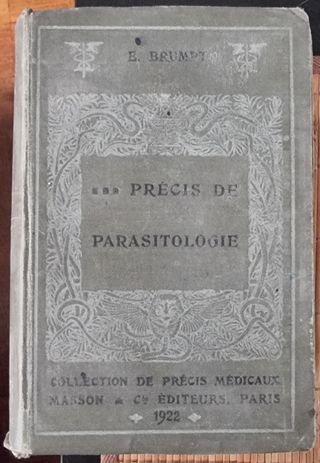 E. BRUMPT
PRÉCIS DE
PARASITOLOGIE
COLLECTION DE PRÉCIS MÉDICAUX
MASSON & Cie ÉDITEURS, PARIS
1922